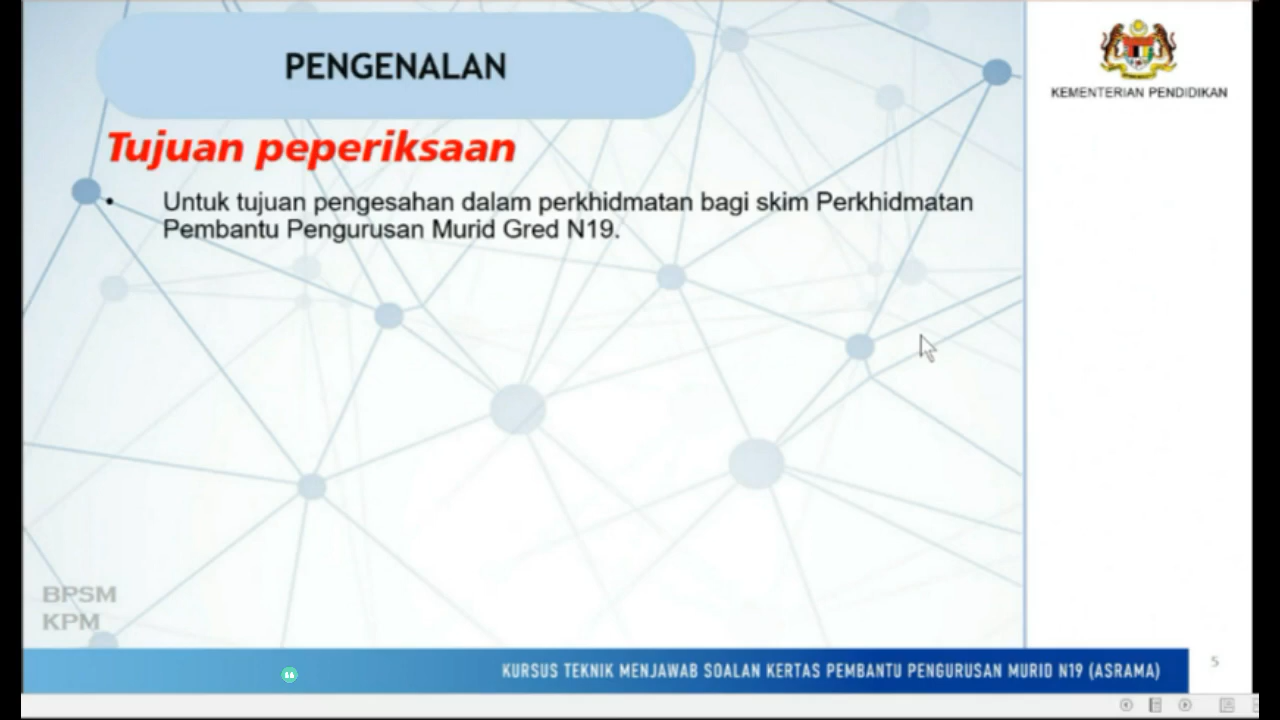 PENGENALAN
KEMENTERIAN PENDIDIKAN
Tujuan peperiksaan
• Untuk tujuan pengesahan dalam perkhidmatan bagi skim Perkhidmatan
Pembantu Pengurusan Murid Gred N19.
BPSM
KPM
KURSUS TEKNIK MENJAWAB SOALAN KERTAS PEMBANTU PENGURUSAN MURID N19 (ASRAMA)
5